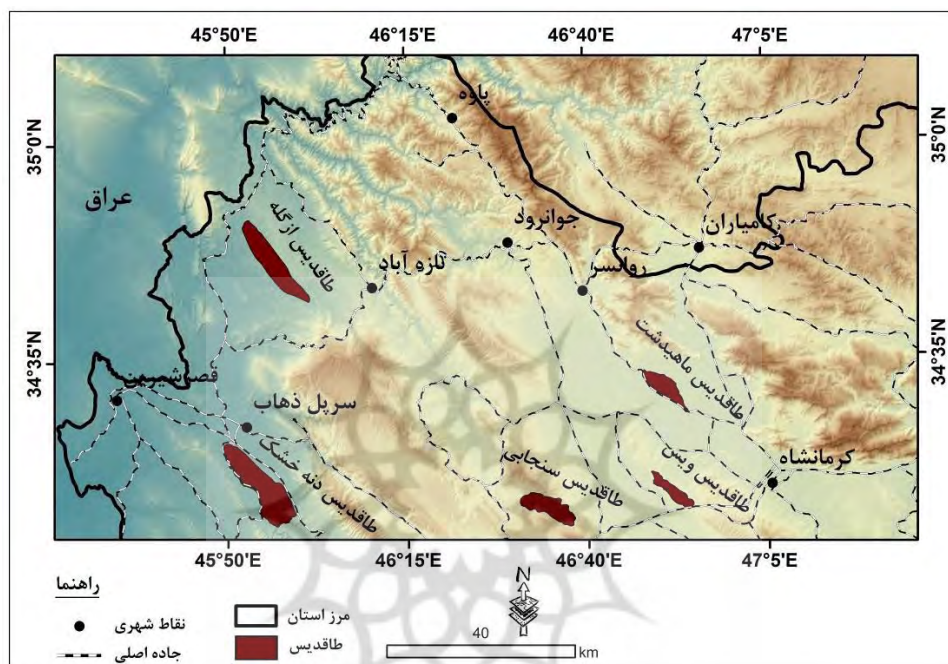 45°50'E 46°15'E 46°40'E 47°5'E
35°0'N
35°0'N
34°35'N
34°35'N
پاوه
عراق
جوانرود
کامیاران
طاقدیس ازگله
تازه آباد
روانسر
طاقدیس ماهیدشت
قصرشیرین
سرپل ذهاب
طاقدیس دنه خشک
طاقدیس سنجابی
طاقدیس ویس
کرمانشاه
45°50'E 46°15'E 46°40'E 47°5'E
راهنما
نقاط شهری
جاده اصلی
مرز استان
طاقدیس
N
40
km